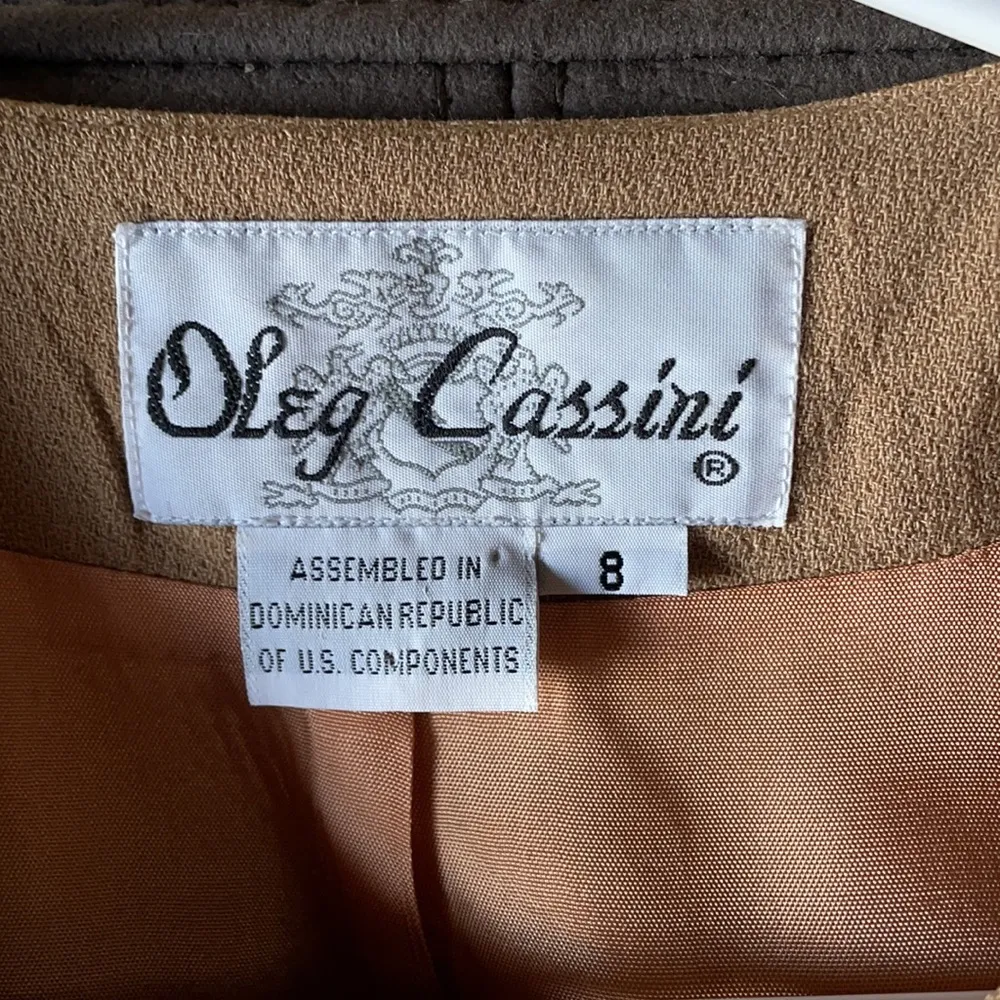 Oleg Cassini
®
ASSEMBLED IN
DOMINICAN REPUBLIC
OF U.S. COMPONENTS
8